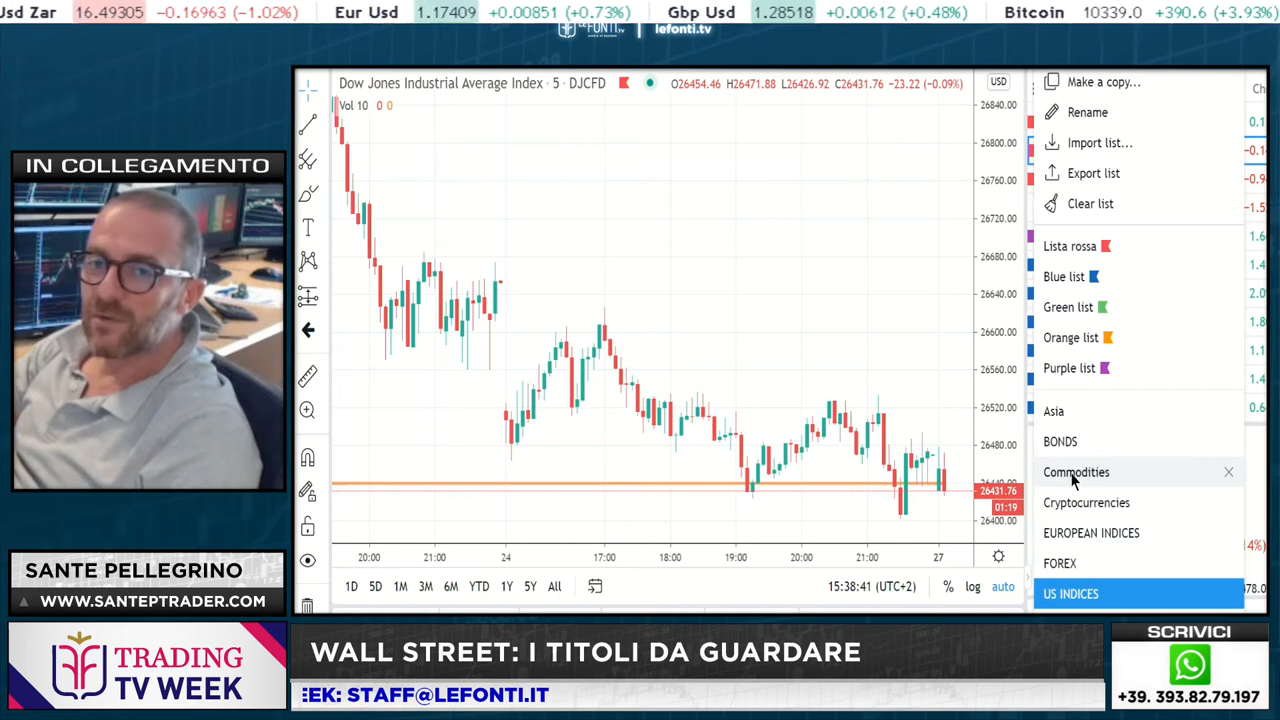 Usd Zar 16.49305 -0.16963 (-1.02%) Eur Usd 1.17409 +0.00851 (+0.73%) Gbp Usd 1.28518 +0.00612 (+0.48%) Bitcoin 10339.0 +390.6 (+3.93%)
LEFONTI.TV lefonti.tv
IN COLLEGAMENTO
SANTE PELLEGRINO
WWW.SANTEPTRADER.COM
Dow Jones Industrial Average Index · 5 · DJCFD O26454.46 H26471.88 L26426.92 C26431.76 −23.22 (−0.09%) USD
Vol 10 0 0
26840.00
26800.00
26760.00
26720.00
26680.00
26640.00
26600.00
26560.00
26520.00
26480.00
26440.00
26431.76
01:19
26400.00
20:00 21:00 24 17:00 18:00 19:00 20:00 21:00 27
1D 5D 1M 3M 6M YTD 1Y 5Y All 15:38:41 (UTC+2) % log auto
Make a copy...
Rename
Import list...
Export list
Clear list
Lista rossa
Blue list
Green list
Orange list
Purple list
Asia
BONDS
Commodities
Cryptocurrencies
EUROPEAN INDICES
FOREX
US INDICES
TRADING
TV WEEK
WALL STREET: I TITOLI DA GUARDARE
EEK: STAFF@LEFONTI.IT
SCRIVICI
+39. 393.82.79.197